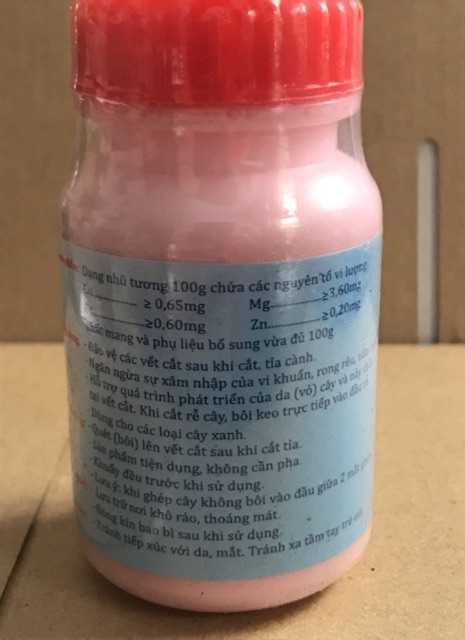 Dạng nhũ tương 100g chứa các nguyên tố vi lượng
Cu............ ≥ 0,65mg Mg...............≥3,60mg
............≥0,60mg Zn...............≥0,20mg
Chất mang và phụ liệu bổ sung vừa đủ 100g
- Bảo vệ các vết cắt sau khi cắt, tỉa cành.
- Ngăn ngừa sự xâm nhập của vi khuẩn, rong rêu,
- Hỗ trợ quá trình phát triển của da (vỏ) cây và
tại vết cắt. Khi cắt rễ cây, bôi keo trực tiếp vào đầu rễ
- Dùng cho các loại cây xanh.
- Quét (bôi) lên vết cắt sau khi cắt tỉa.
- Sản phẩm tiện dụng, không cần pha.
- Khuấy đều trước khi sử dụng.
- Lưu ý: khi ghép cây không bôi vào đầu giữa 2 mắt
- Lưu trữ nơi khô ráo, thoáng mát.
- Đóng kín bao bì sau khi sử dụng.
- Tránh tiếp xúc với da, mắt. Tránh xa tầm tay trẻ em